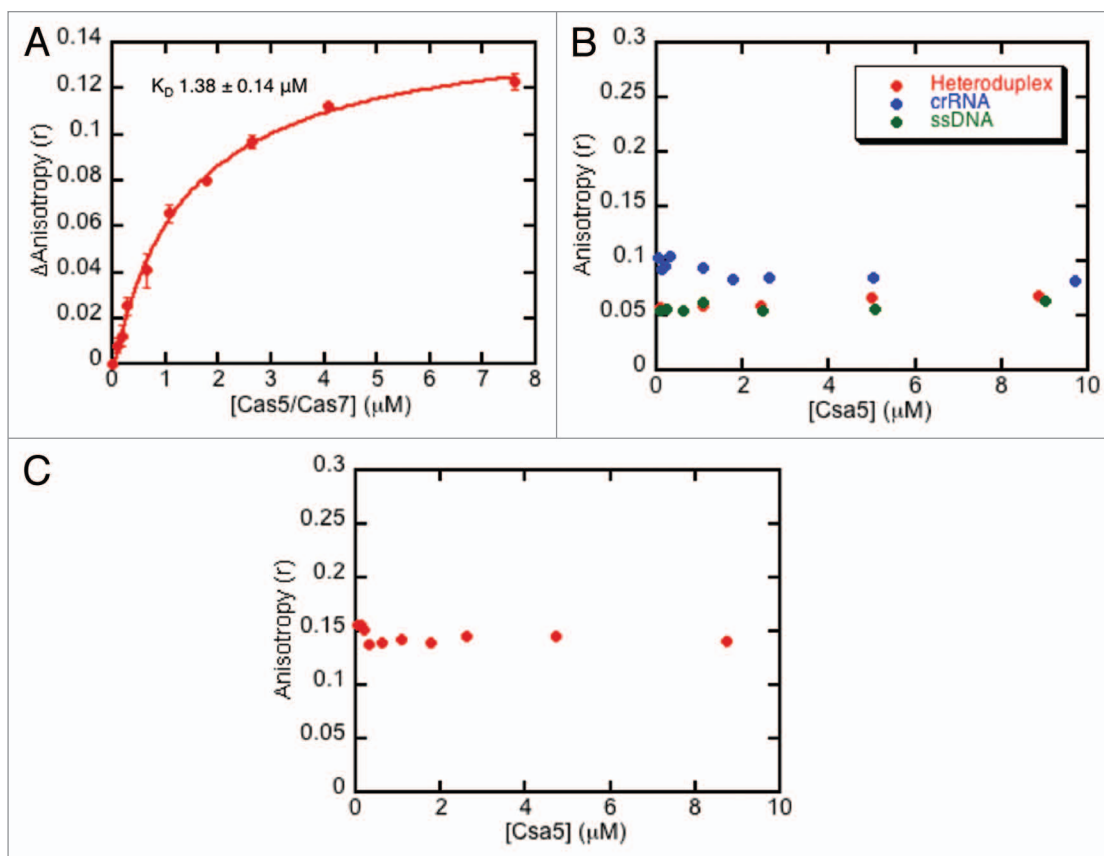 A
0.14
0.12
0.1
0.08
0.06
0.04
0.02
0
K_D 1.38 ± 0.14 μM
ΔAnisotropy (r)
0 1 2 3 4 5 6 7 8
[Cas5/Cas7] (μM)
B
0.3
0.25
0.2
0.15
0.1
0.05
0
Heteroduplex
crRNA
ssDNA
Anisotropy (r)
0 2 4 6 8 10
[Csa5] (μM)
C
0.3
0.25
0.2
0.15
0.1
0.05
0
Anisotropy (r)
0 2 4 6 8 10
[Csa5] (μM)